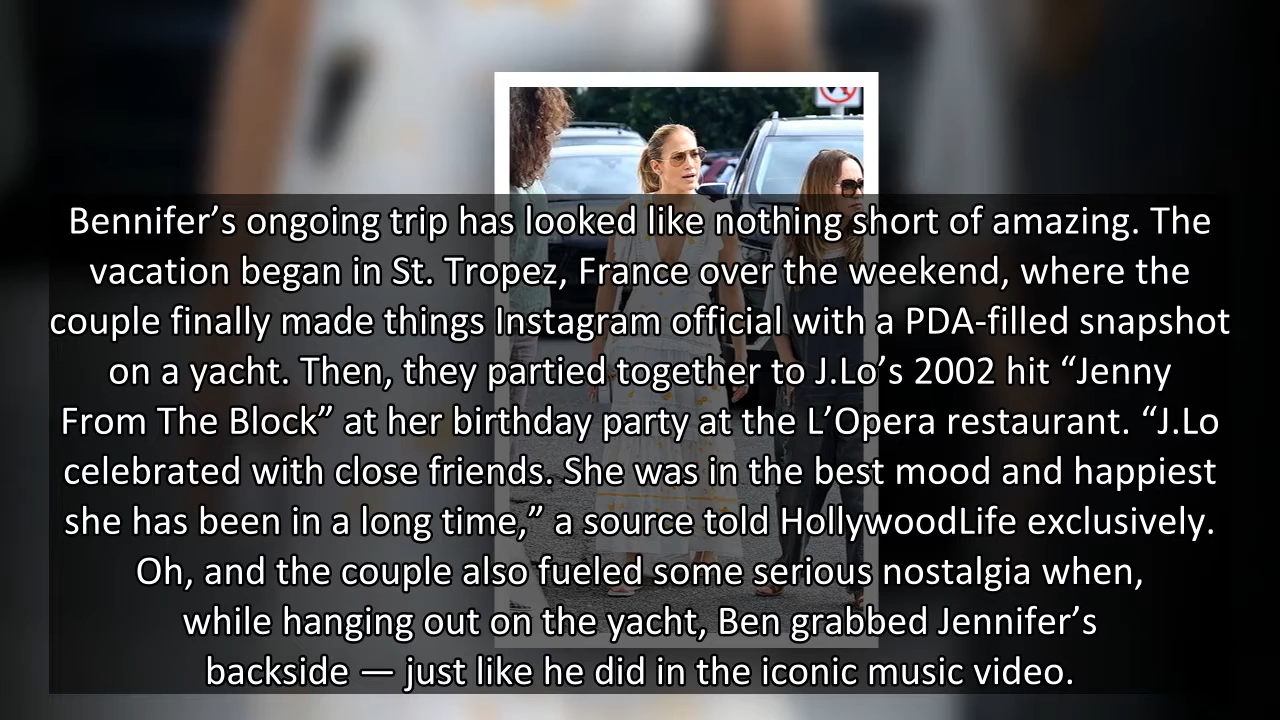 Bennifer’s ongoing trip has looked like nothing short of amazing. The
vacation began in St. Tropez, France over the weekend, where the
couple finally made things Instagram official with a PDA-filled snapshot
on a yacht. Then, they partied together to J.Lo’s 2002 hit “Jenny
From The Block” at her birthday party at the L’Opera restaurant. “J.Lo
celebrated with close friends. She was in the best mood and happiest
she has been in a long time,” a source told HollywoodLife exclusively.
Oh, and the couple also fueled some serious nostalgia when,
while hanging out on the yacht, Ben grabbed Jennifer’s
backside — just like he did in the iconic music video.